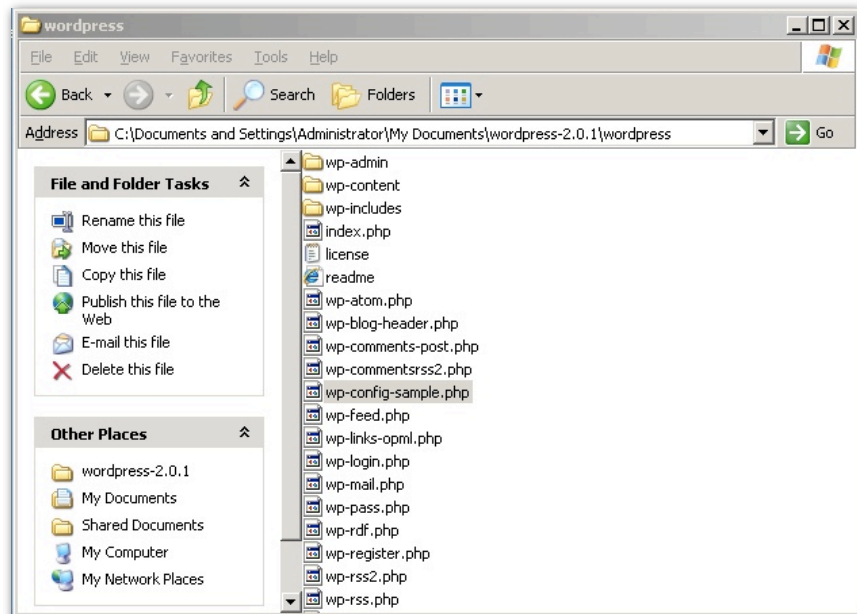 wordpress
File Edit View Favorites Tools Help
Back Search Folders
Address C:\Documents and Settings\Administrator\My Documents\wordpress-2.0.1\wordpress Go
File and Folder Tasks
Rename this file
Move this file
Copy this file
Publish this file to the
Web
E-mail this file
Delete this file
Other Places
wordpress-2.0.1
My Documents
Shared Documents
My Computer
My Network Places
wp-admin
wp-content
wp-includes
index.php
license
readme
wp-atom.php
wp-blog-header.php
wp-comments-post.php
wp-commentsrss2.php
wp-config-sample.php
wp-feed.php
wp-links-opml.php
wp-login.php
wp-mail.php
wp-pass.php
wp-rdf.php
wp-register.php
wp-rss2.php
wp-rss.php